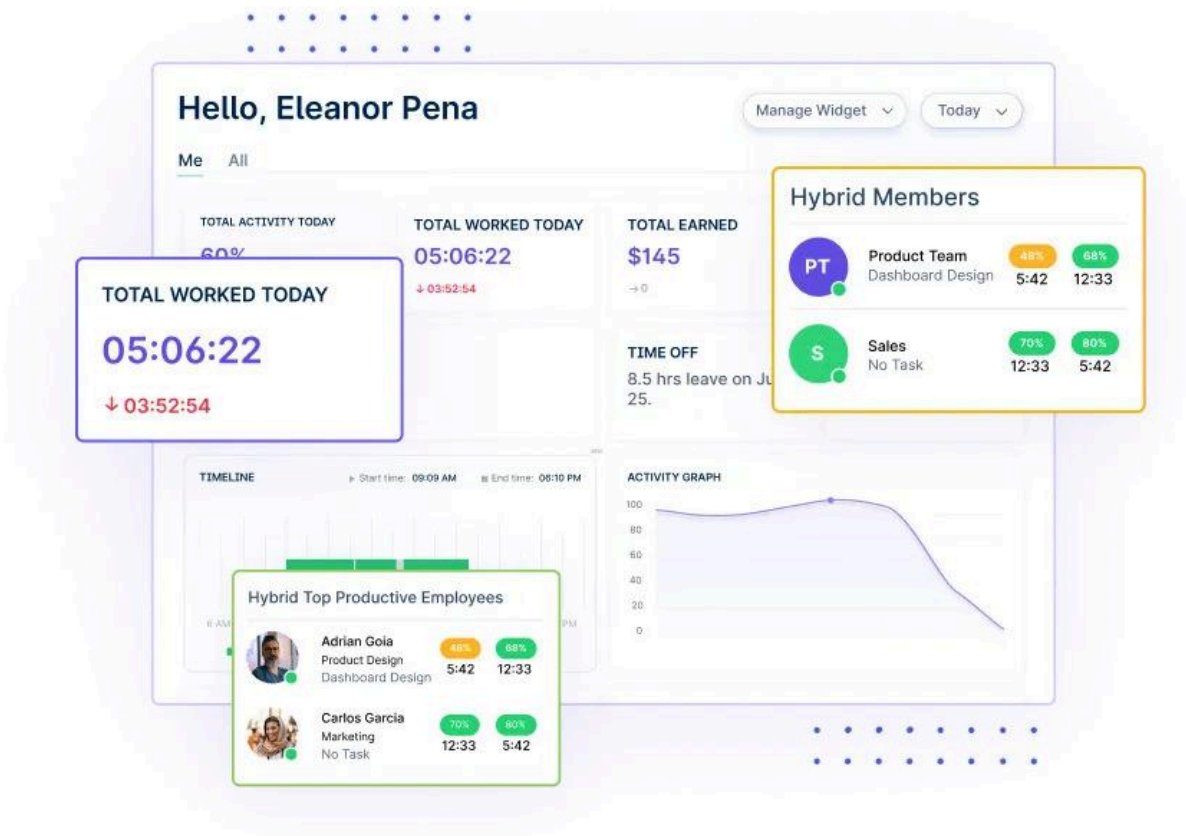 Hello, Eleanor Pena
Manage Widget
Today
Me
All
TOTAL ACTIVITY TODAY
60%
TOTAL WORKED TODAY
05:06:22
↓ 03:52:54
TOTAL EARNED
$145
→0
Hybrid Members
PT
Product Team
Dashboard Design
48%
5:42
68%
12:33
S
Sales
No Task
70%
12:33
80%
5:42
TOTAL WORKED TODAY
05:06:22
↓ 03:52:54
TIME OFF
8.5 hrs leave on Ju
25.
TIMELINE
Start time: 09:09 AM
End time: 06:10 PM
6 AM
PM
ACTIVITY GRAPH
100
80
60
40
20
0
Hybrid Top Productive Employees
Adrian Goia
Product Design
Dashboard Design
48%
5:42
68%
12:33
Carlos Garcia
Marketing
No Task
70%
12:33
80%
5:42